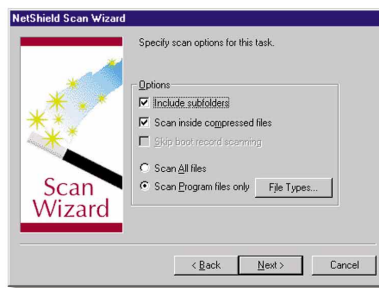 NetShield Scan Wizard
Specify scan options for this task.
Options
Include subfolders
Scan inside compressed files
Skip boot record scanning
Scan All files
Scan Program files only
File Types...
Scan
Wizard
< Back
Next >
Cancel